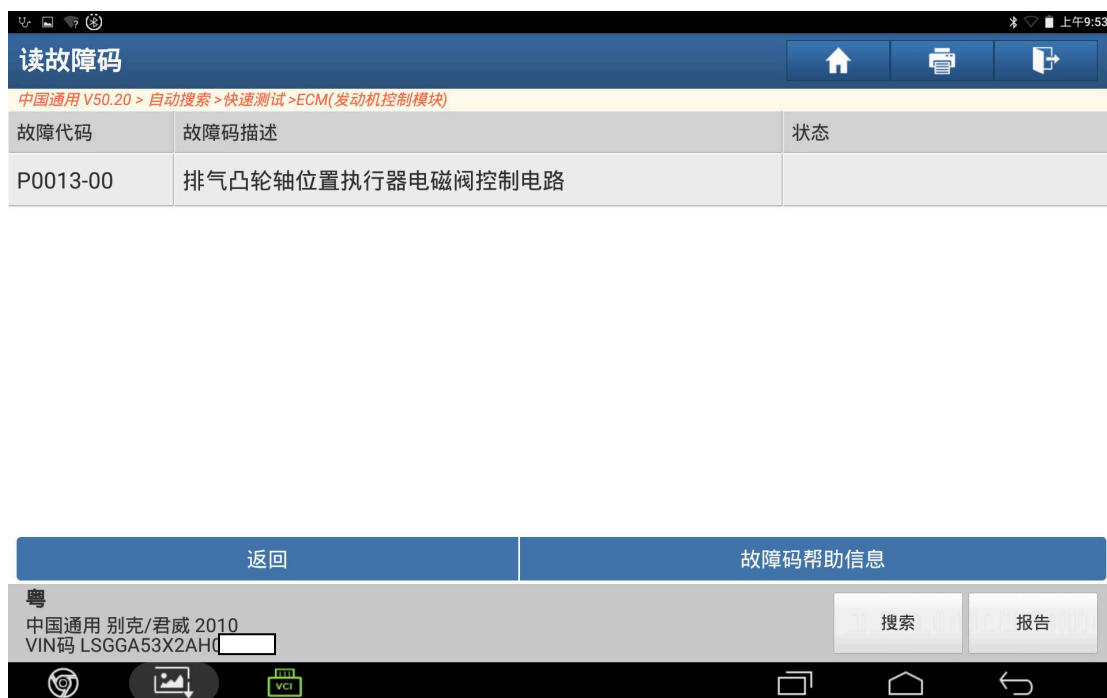 上午9:53
读故障码
中国通用 V50.20 > 自动搜索 >快速测试 >ECM(发动机控制模块)
故障代码 故障码描述 状态
P0013-00 排气凸轮轴位置执行器电磁阀控制电路
返回 故障码帮助信息
粤
中国通用 别克/君威 2010
VIN码 LSGGA53X2AH
搜索 报告
VCI